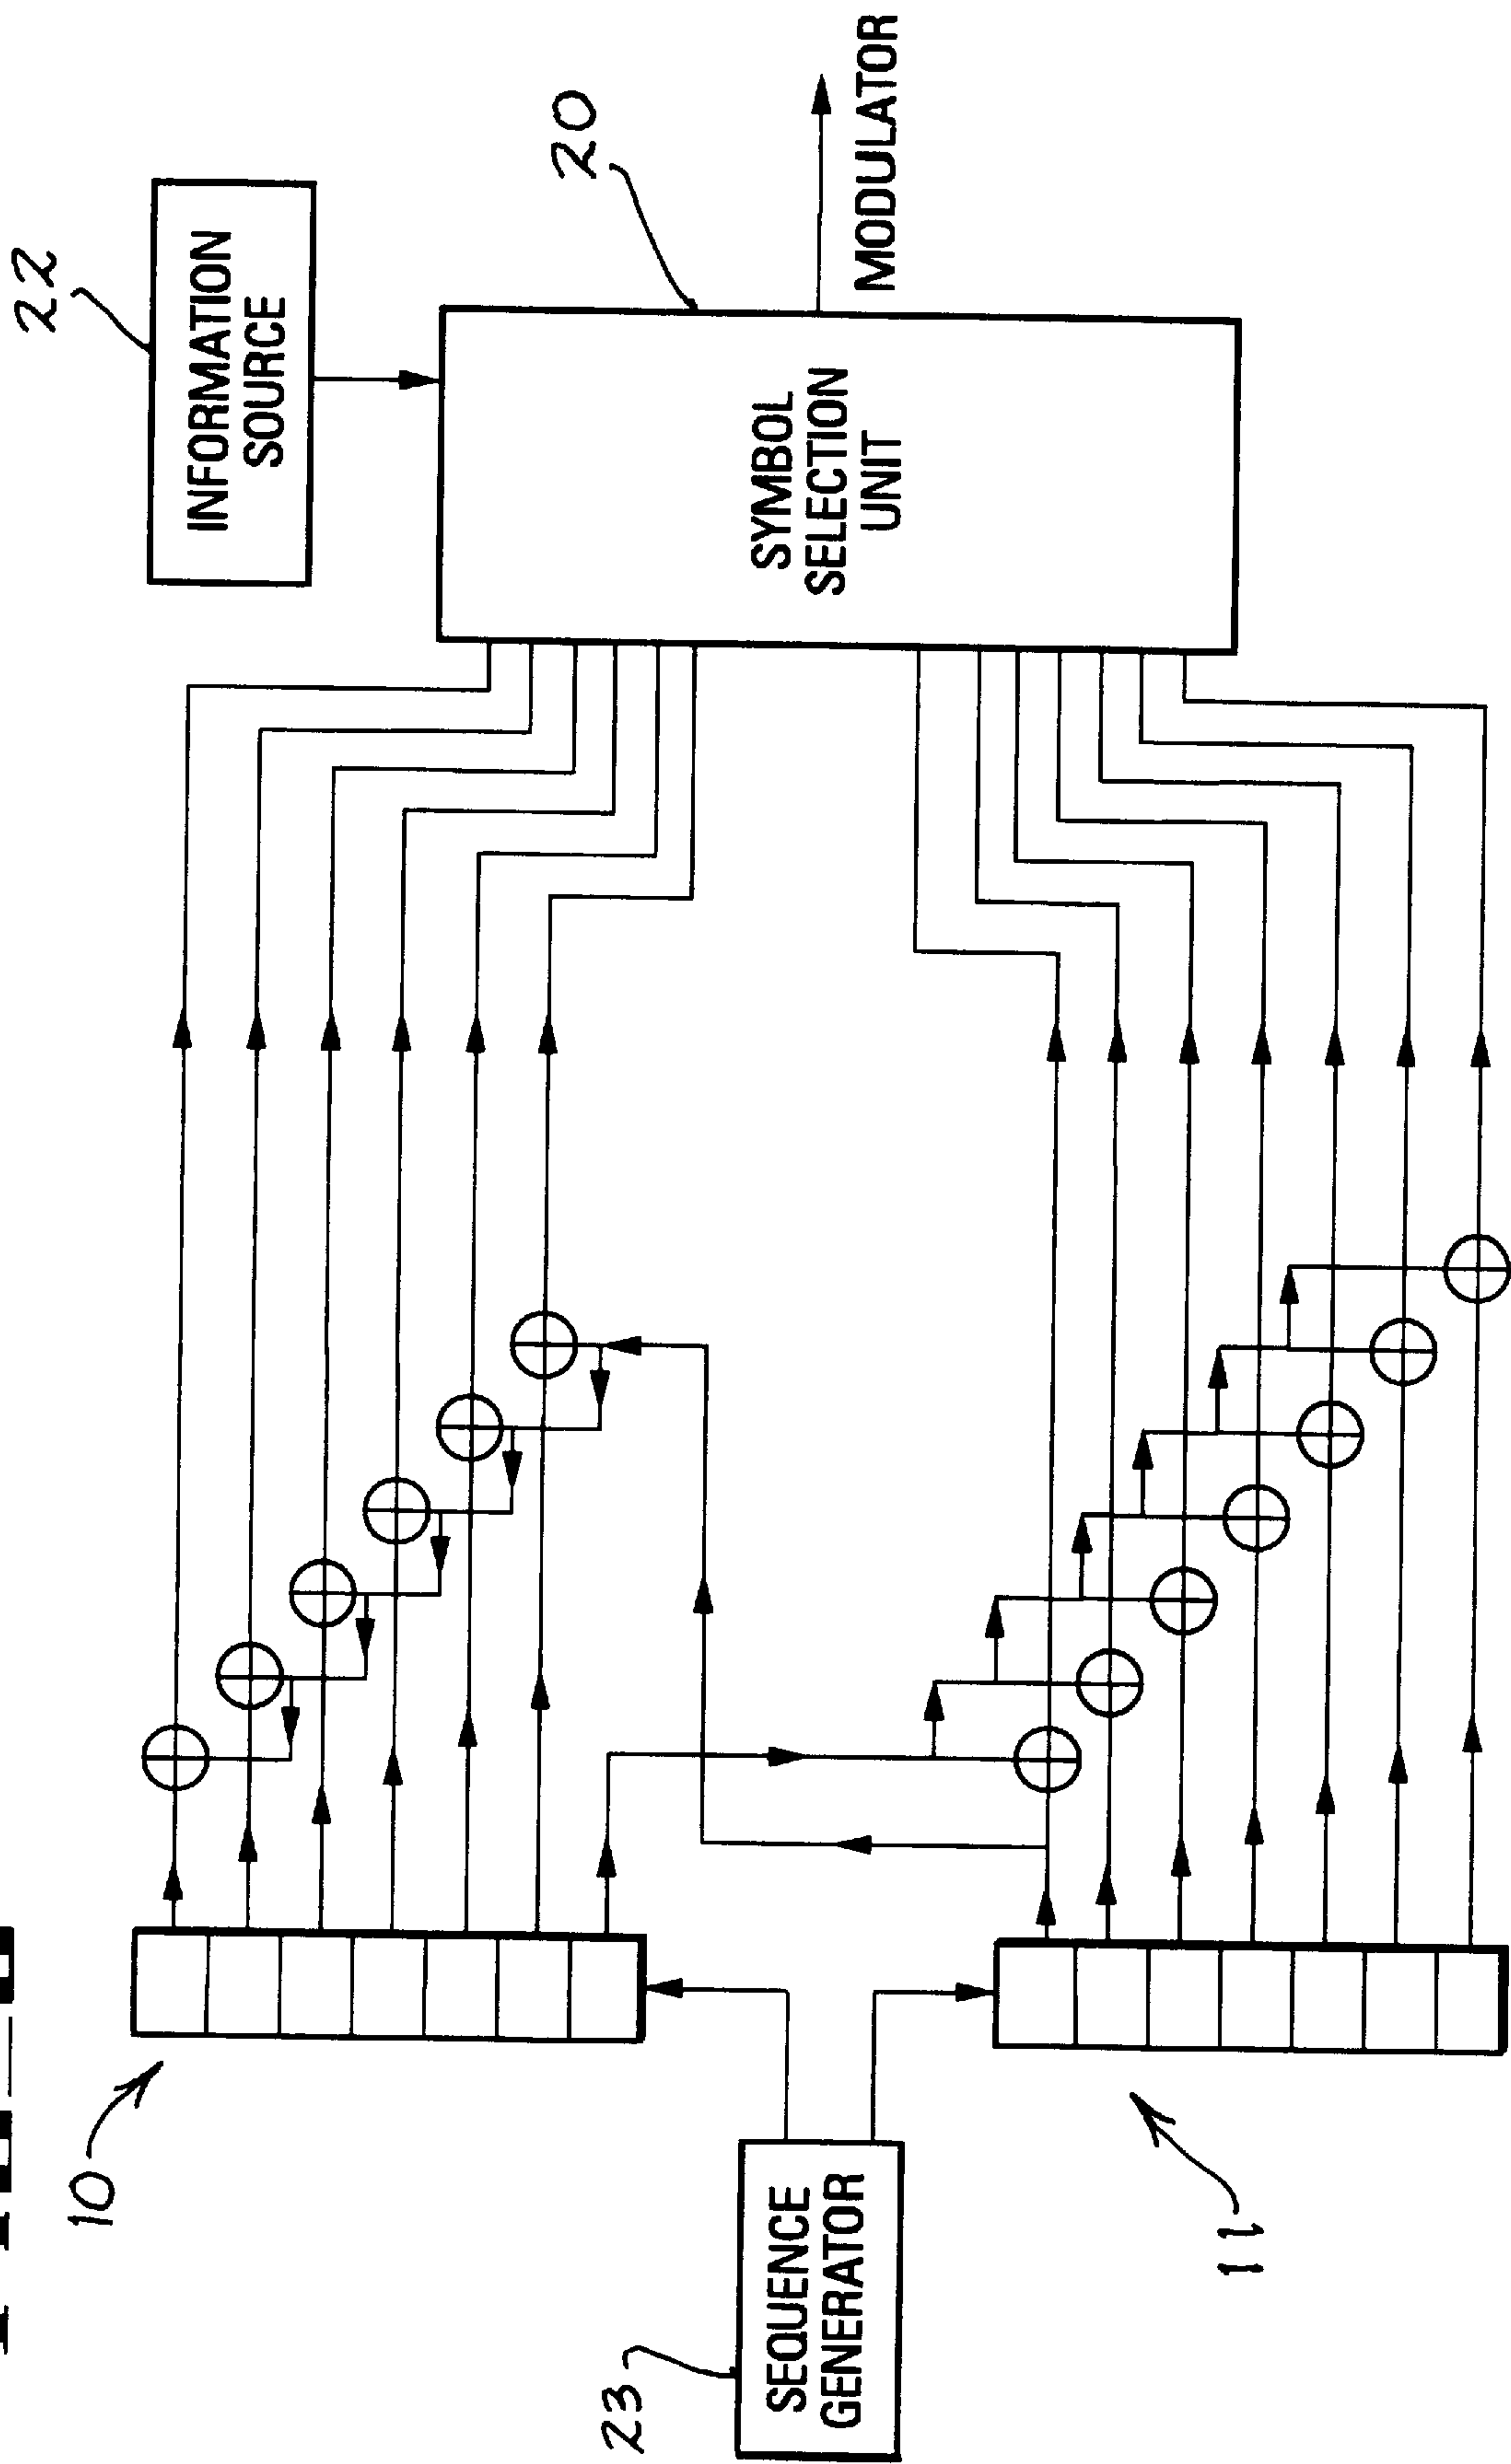 22
INFORMATION
SOURCE
20
SYMBOL
SELECTION
UNIT
MODULATOR
10
23
SEQUENCE
GENERATOR
11